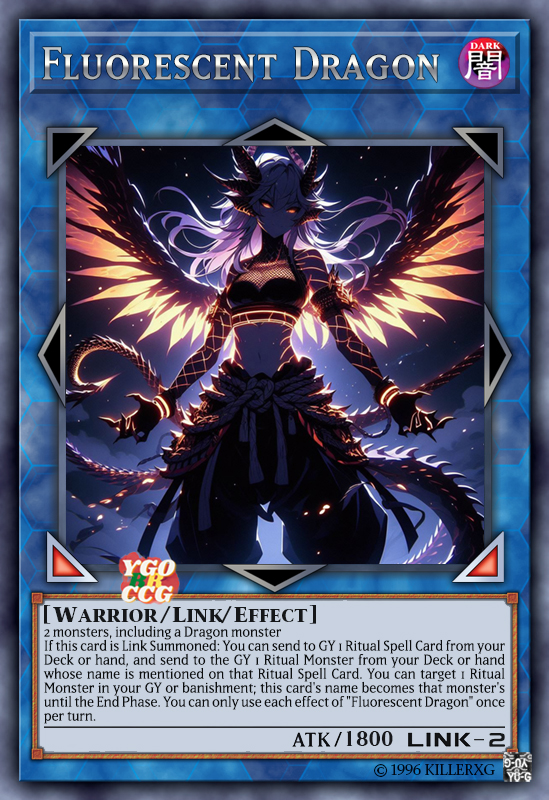 Fluorescent Dragon
DARK
闇
YGO
BR
CCG
[Warrior/Link/Effect]
2 monsters, including a Dragon monster
If this card is Link Summoned: You can send to GY 1 Ritual Spell Card from your
Deck or hand, and send to the GY 1 Ritual Monster from your Deck or hand
whose name is mentioned on that Ritual Spell Card. You can target 1 Ritual
Monster in your GY or banishment; this card's name becomes that monster's
until the End Phase. You can only use each effect of "Fluorescent Dragon" once
per turn.
ATK/1800 LINK-2
© 1996 KILLERXG